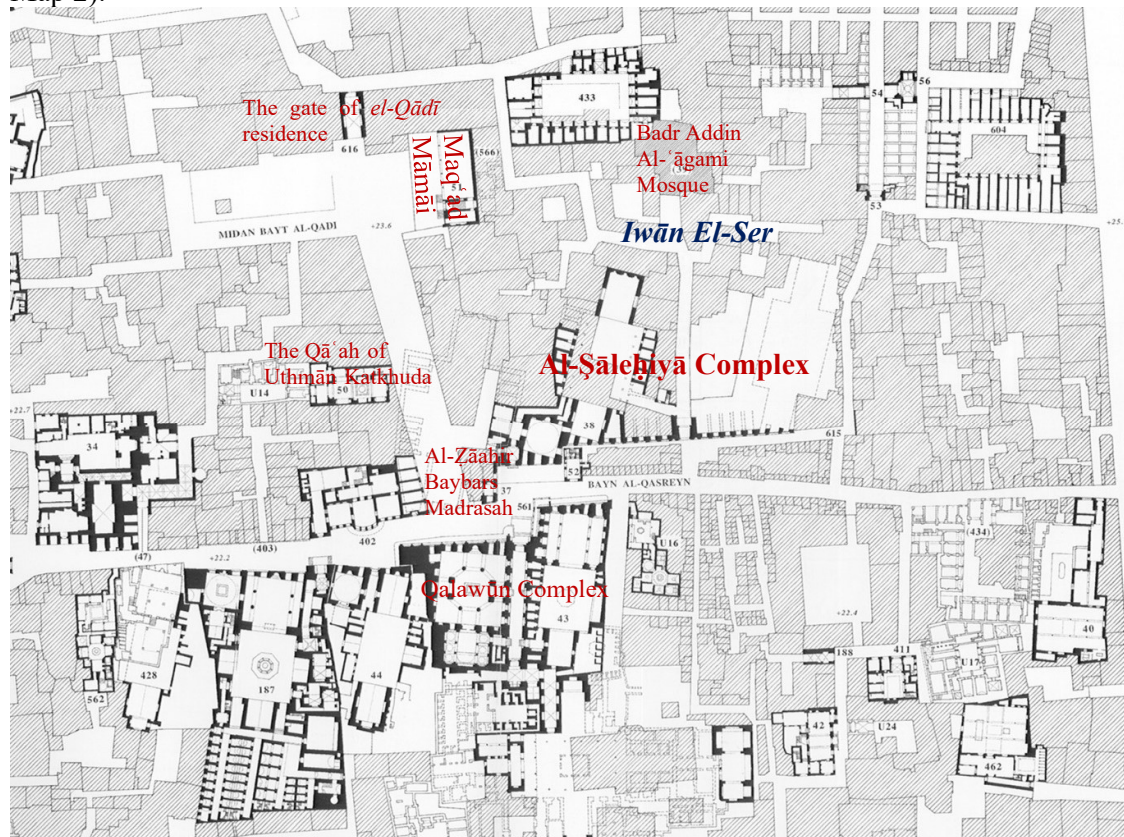 Map 2).
433
56
54
The gate of el-Qāḍī
residence
604
616
Badr Addin
Al-ʿāgami
Mosque
Maqʿad
Māmāi
(566)
51
53
MIDAN BAYT AL-QADI
+23.6
Iwān El-Ser
The Qāʿah of
Uthmān Katkhuda
Al-Ṣāleḥiyā Complex
U14
50
+22.7
34
38
615
Al-Ẓāahir
Baybars
Madrasah
52
37
BAYN AL-QASREYN
561
(47)
+22.2
(403)
402
U16
(434)
Qalawūn Complex
43
+22.4
40
428
187
44
188
411
U17
562
42
U24
462